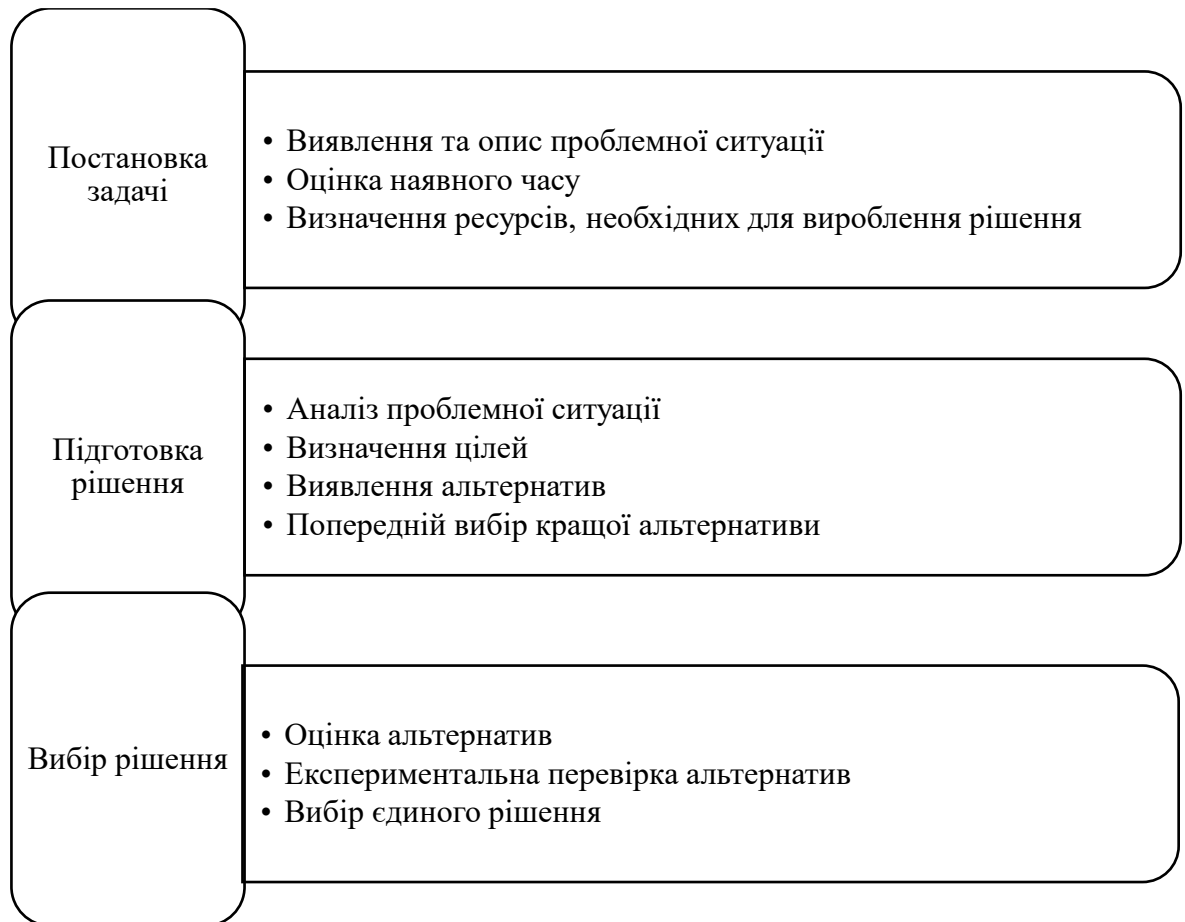 Постановка
задачі
• Виявлення та опис проблемної ситуації
• Оцінка наявного часу
• Визначення ресурсів, необхідних для вироблення рішення
Підготовка
рішення
• Аналіз проблемної ситуації
• Визначення цілей
• Виявлення альтернатив
• Попередній вибір кращої альтернативи
Вибір рішення
• Оцінка альтернатив
• Експериментальна перевірка альтернатив
• Вибір єдиного рішення